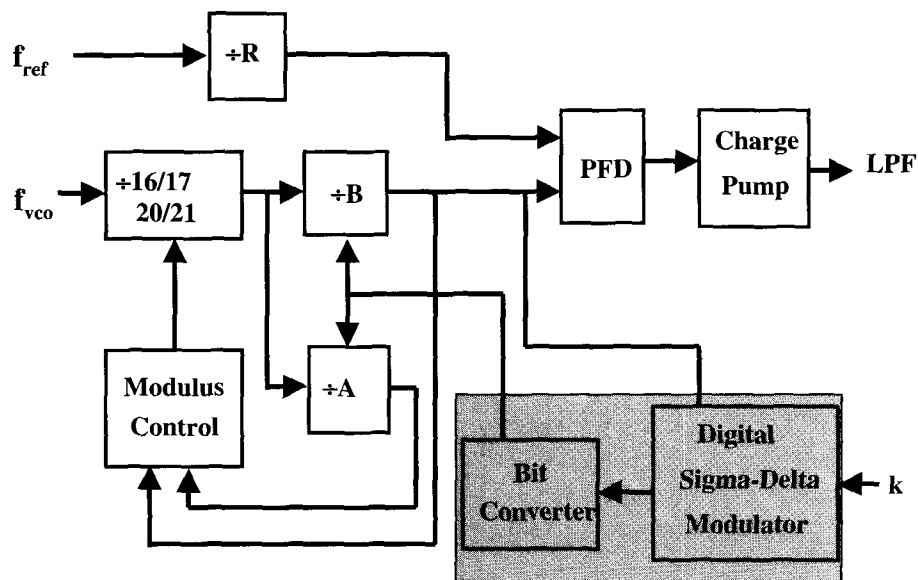 f_ref
÷R
PFD
Charge
Pump
LPF
f_vco
÷16/17
20/21
÷B
÷A
Modulus
Control
Bit
Converter
Digital
Sigma-Delta
Modulator
k